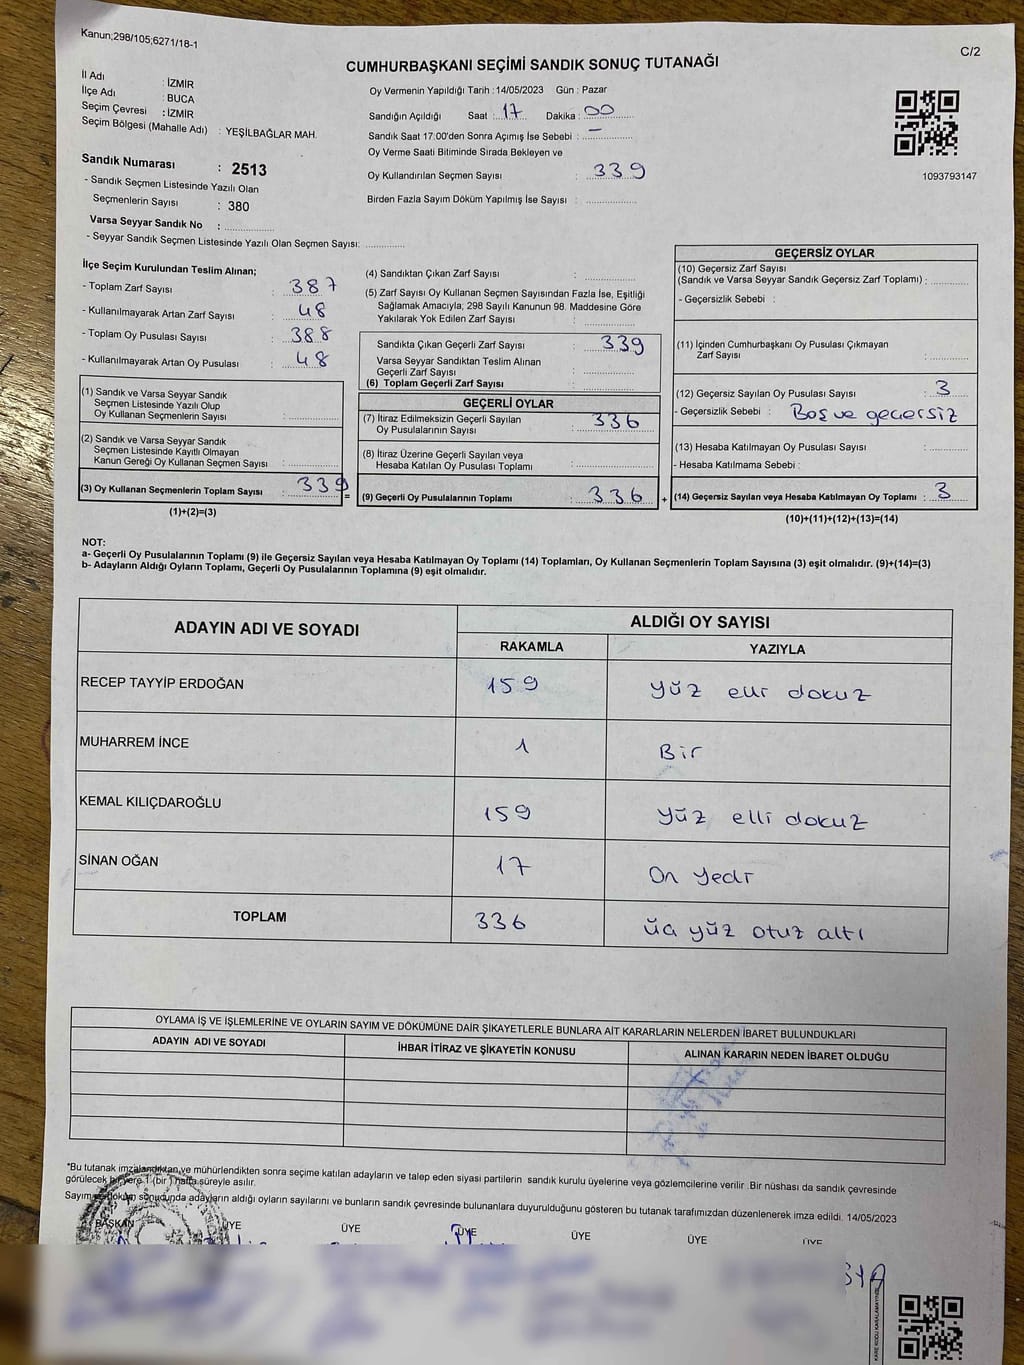 Kanun;298/105;6271/18-1
C/2
CUMHURBAŞKANI SEÇİMİ SANDIK SONUÇ TUTANAĞI
İl Adı : İZMİR
İlçe Adı : BUCA
Seçim Çevresi : İZMİR
Seçim Bölgesi (Mahalle Adı) : YEŞİLBAĞLAR MAH.
Oy Vermenin Yapıldığı Tarih :14/05/2023 Gün : Pazar
Sandığın Açıldığı Saat :.. 17 Dakika : 00
Sandık Saat 17:00'den Sonra Açımış İse Sebebi : –
Oy Verme Saati Bitiminde Sırada Bekleyen ve
Oy Kullandırılan Seçmen Sayısı : 339
Birden Fazla Sayım Döküm Yapılmış İse Sayısı :
1093793147
Sandık Numarası : 2513
- Sandık Seçmen Listesinde Yazılı Olan
Seçmenlerin Sayısı : 380
Varsa Seyyar Sandık No :
- Seyyar Sandık Seçmen Listesinde Yazılı Olan Seçmen Sayısı:
İlçe Seçim Kurulundan Teslim Alınan;
- Toplam Zarf Sayısı : 387
- Kullanılmayarak Artan Zarf Sayısı : 48
- Toplam Oy Pusulası Sayısı : 388
- Kullanılmayarak Artan Oy Pusulası : 48
(1) Sandık ve Varsa Seyyar Sandık
Seçmen Listesinde Yazılı Olup
Oy Kullanan Seçmenlerin Sayısı :
(2) Sandık ve Varsa Seyyar Sandık
Seçmen Listesinde Kayıtlı Olmayan
Kanun Gereği Oy Kullanan Seçmen Sayısı :
(3) Oy Kullanan Seçmenlerin Toplam Sayısı : 339 =
(1)+(2)=(3)
(4) Sandıktan Çıkan Zarf Sayısı :
(5) Zarf Sayısı Oy Kullanan Seçmen Sayısından Fazla İse, Eşitliği
Sağlamak Amacıyla; 298 Sayılı Kanunun 98. Maddesine Göre
Yakılarak Yok Edilen Zarf Sayısı :
Sandıkta Çıkan Geçerli Zarf Sayısı : 339
Varsa Seyyar Sandıktan Teslim Alınan
Geçerli Zarf Sayısı :
(6) Toplam Geçerli Zarf Sayısı :
GEÇERLİ OYLAR
(7) İtiraz Edilmeksizin Geçerli Sayılan
Oy Pusulalarının Sayısı : 336
(8) İtiraz Üzerine Geçerli Sayılan veya
Hesaba Katılan Oy Pusulası Toplamı :
(9) Geçerli Oy Pusulalarının Toplamı : 336 +
GEÇERSİZ OYLAR
(10) Geçersiz Zarf Sayısı
(Sandık ve Varsa Seyyar Sandık Geçersiz Zarf Toplamı) :
- Geçersizlik Sebebi :
(11) İçinden Cumhurbaşkanı Oy Pusulası Çıkmayan
Zarf Sayısı :
(12) Geçersiz Sayılan Oy Pusulası Sayısı : 3
- Geçersizlik Sebebi : Boş ve geçersiz
(13) Hesaba Katılmayan Oy Pusulası Sayısı :
- Hesaba Katılmama Sebebi :
(14) Geçersiz Sayılan veya Hesaba Katılmayan Oy Toplamı : 3
(10)+(11)+(12)+(13)=(14)
NOT:
a- Geçerli Oy Pusulalarının Toplamı (9) ile Geçersiz Sayılan veya Hesaba Katılmayan Oy Toplamı (14) Toplamları, Oy Kullanan Seçmenlerin Toplam Sayısına (3) eşit olmalıdır. (9)+(14)=(3)
b- Adayların Aldığı Oyların Toplamı, Geçerli Oy Pusulalarının Toplamına (9) eşit olmalıdır.
ADAYIN ADI VE SOYADI
ALDIĞI OY SAYISI
RAKAMLA YAZIYLA
RECEP TAYYİP ERDOĞAN 159 yüz elli dokuz
MUHARREM İNCE 1 Bir
KEMAL KILIÇDAROĞLU 159 yüz elli dokuz
SİNAN OĞAN 17 On yedi
TOPLAM 336 üç yüz otuz altı
OYLAMA İŞ VE İŞLEMLERİNE VE OYLARIN SAYIM VE DÖKÜMÜNE DAİR ŞİKAYETLERLE BUNLARA AİT KARARLARIN NELERDEN İBARET BULUNDUKLARI
ADAYIN ADI VE SOYADI İHBAR İTİRAZ VE ŞİKAYETİN KONUSU ALINAN KARARIN NEDEN İBARET OLDUĞU
*Bu tutanak imzalandıktan ve mühürlendikten sonra seçime katılan adayların ve talep eden siyasi partilerin sandık kurulu üyelerine veya gözlemcilerine verilir .Bir nüshası da sandık çevresinde
görülecek bir yere 1 (bir ) hafta süreyle asılır.
Sayım ve döküm sonucunda adayların aldığı oyların sayılarını ve bunların sandık çevresinde bulunanlara duyurulduğunu gösteren bu tutanak tarafımızdan düzenlenerek imza edildi. 14/05/2023
BAŞKAN ÜYE ÜYE ÜYE ÜYE ÜYE ÜYE